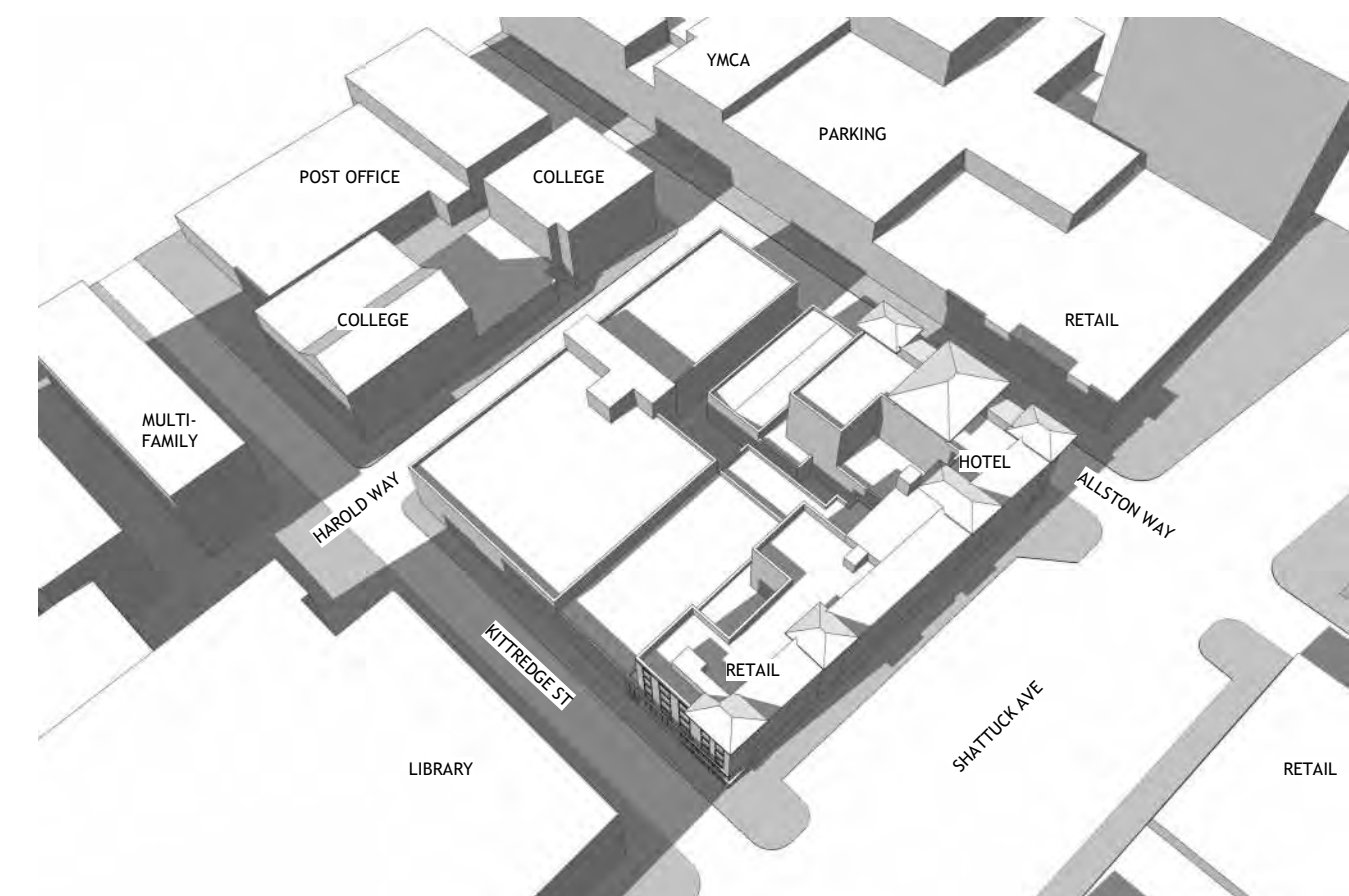 YMCA
PARKING
POST OFFICE
COLLEGE
COLLEGE
RETAIL
MULTI-
FAMILY
HOTEL
HAROLD WAY
ALLSTON WAY
KITTREDGE ST
RETAIL
SHATTUCK AVE
LIBRARY
RETAIL